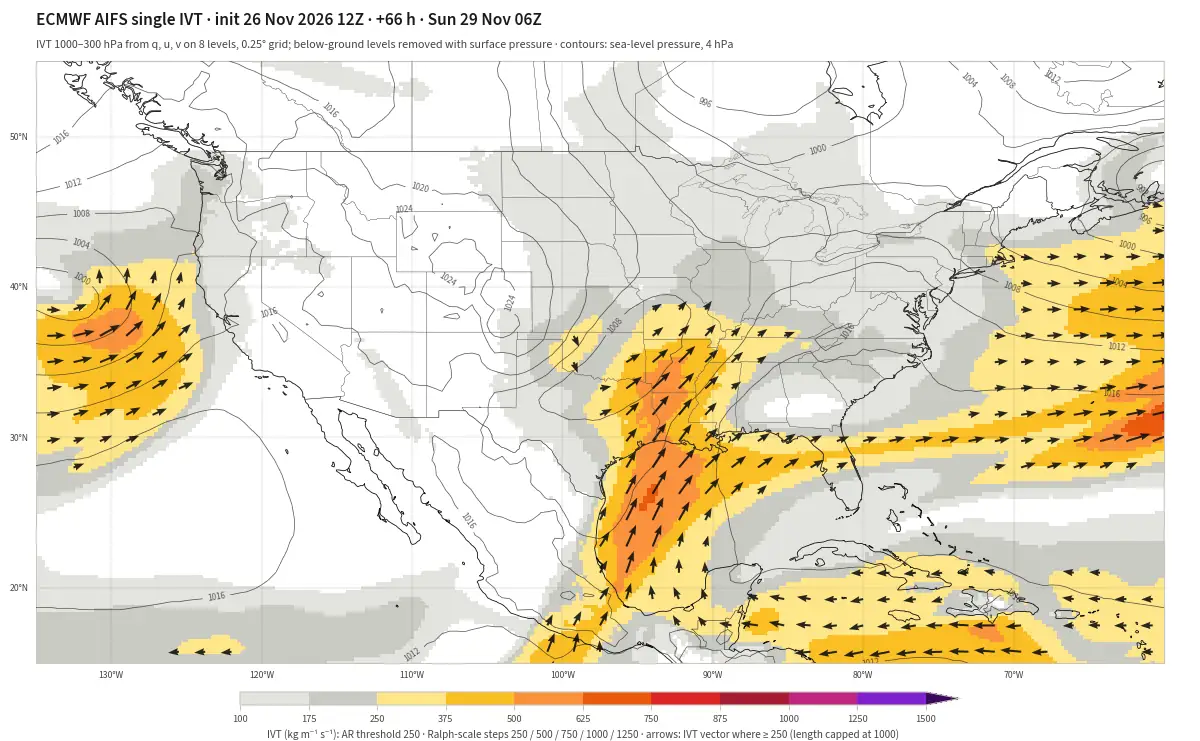 ECMWF AIFS single IVT · init 26 Nov 2026 12Z · +66 h · Sun 29 Nov 06Z
IVT 1000–300 hPa from q, u, v on 8 levels, 0.25° grid; below-ground levels removed with surface pressure · contours: sea-level pressure, 4 hPa
996
1004
1008
1012
1016
1016
1000
50°N
1012
1020
1024
1008
996
1004
1000
1000
1024
1004
40°N
1008
1024
1016
1008
1016
1012
1016
30°N
1016
20°N
1016
1012
1012
130°W
120°W
110°W
100°W
90°W
80°W
70°W
100
175
250
375
500
625
750
875
1000
1250
1500
IVT (kg m⁻¹ s⁻¹): AR threshold 250 · Ralph-scale steps 250 / 500 / 750 / 1000 / 1250 · arrows: IVT vector where ≥ 250 (length capped at 1000)